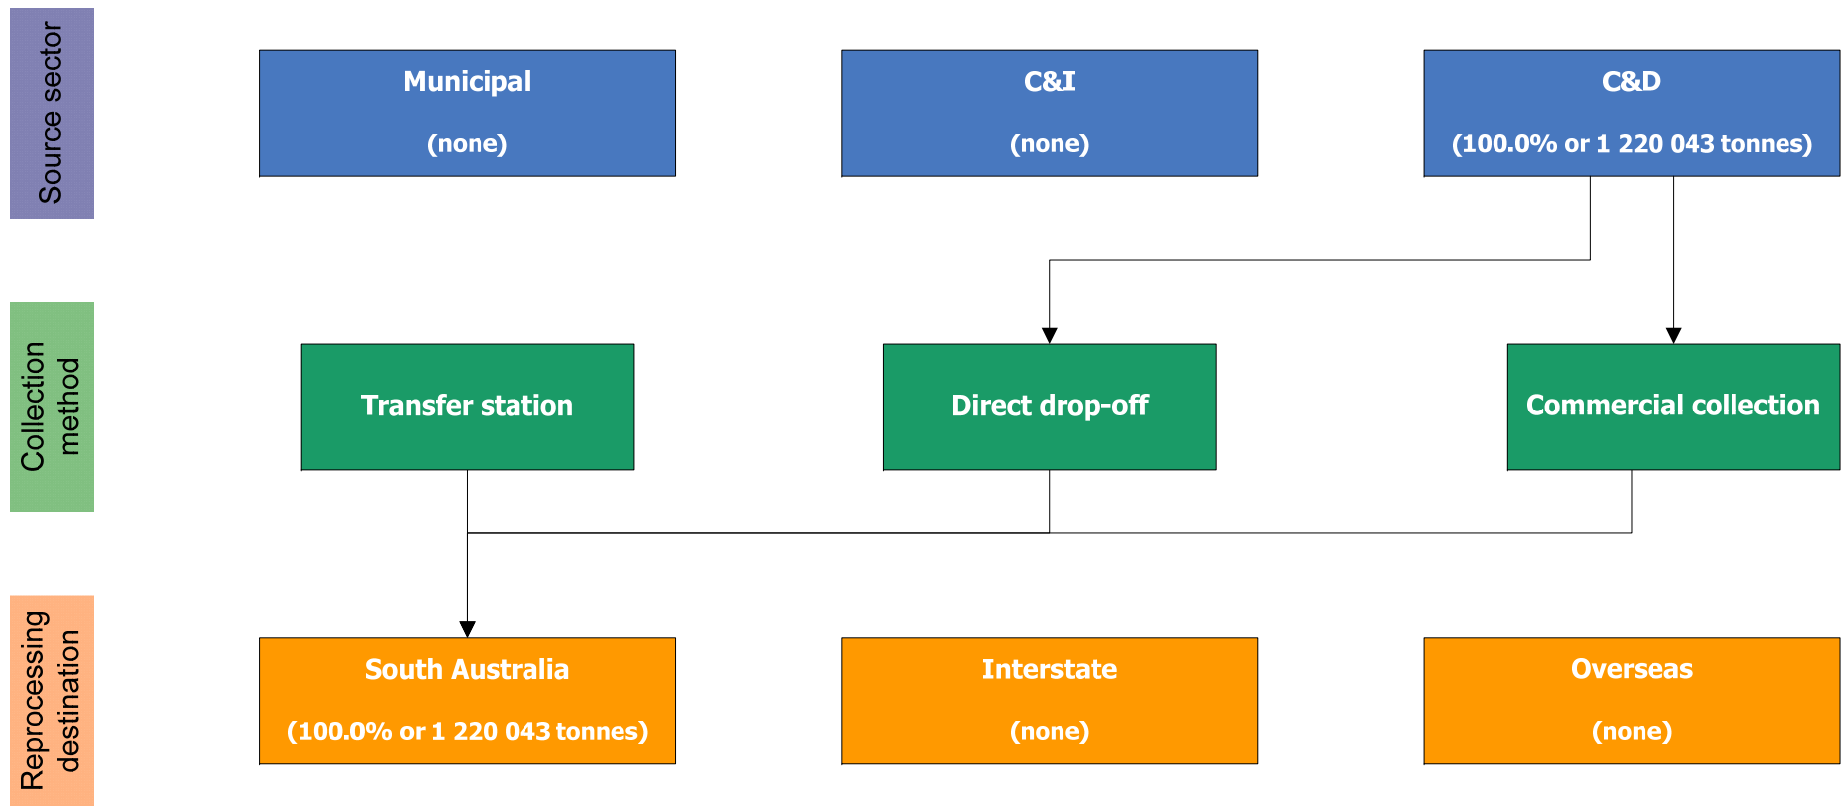 Source sector
Municipal
(none)
C&I
(none)
C&D
(100.0% or 1 220 043 tonnes)
Collection
method
Transfer station
Direct drop-off
Commercial collection
Reprocessing
destination
South Australia
(100.0% or 1 220 043 tonnes)
Interstate
(none)
Overseas
(none)